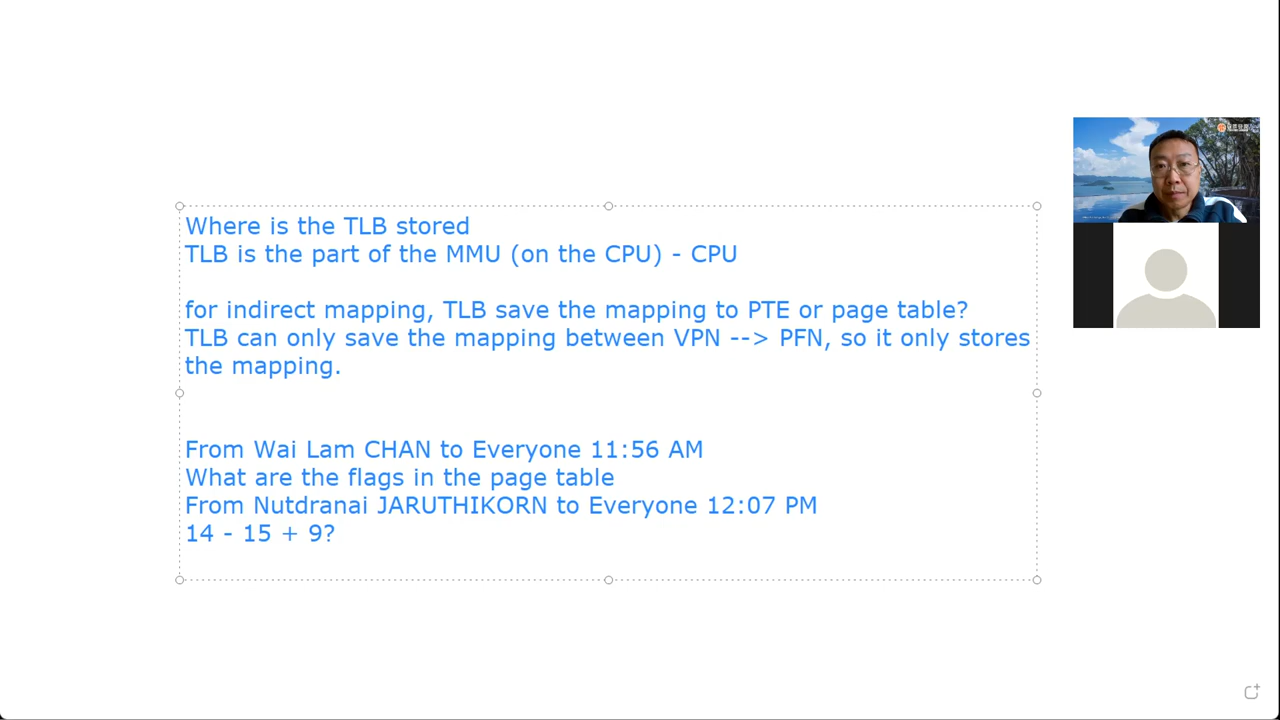 Where is the TLB stored
TLB is the part of the MMU (on the CPU) - CPU
for indirect mapping, TLB save the mapping to PTE or page table?
TLB can only save the mapping between VPN --> PFN, so it only stores
the mapping.
From Wai Lam CHAN to Everyone 11:56 AM
What are the flags in the page table
From Nutdranai JARUTHIKORN to Everyone 12:07 PM
14 - 15 + 9?